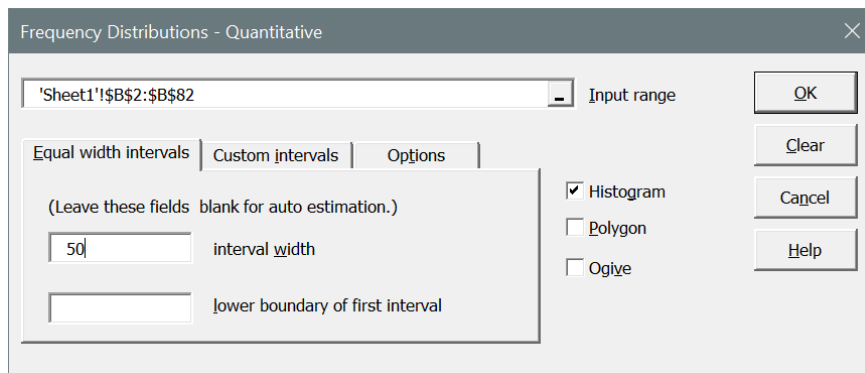 Frequency Distributions - Quantitative
'Sheet1'!$B$2:$B$82
Input range
OK
Equal width intervals
Custom intervals
Options
Clear
(Leave these fields blank for auto estimation.)
Histogram
Cancel
50
interval width
Polygon
Help
Ogive
lower boundary of first interval